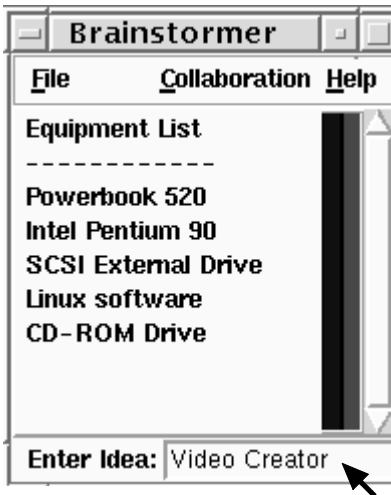 Brainstormer
File Collaboration Help
Equipment List
-------------
Powerbook 520
Intel Pentium 90
SCSI External Drive
Linux software
CD-ROM Drive
Enter Idea: Video Creator